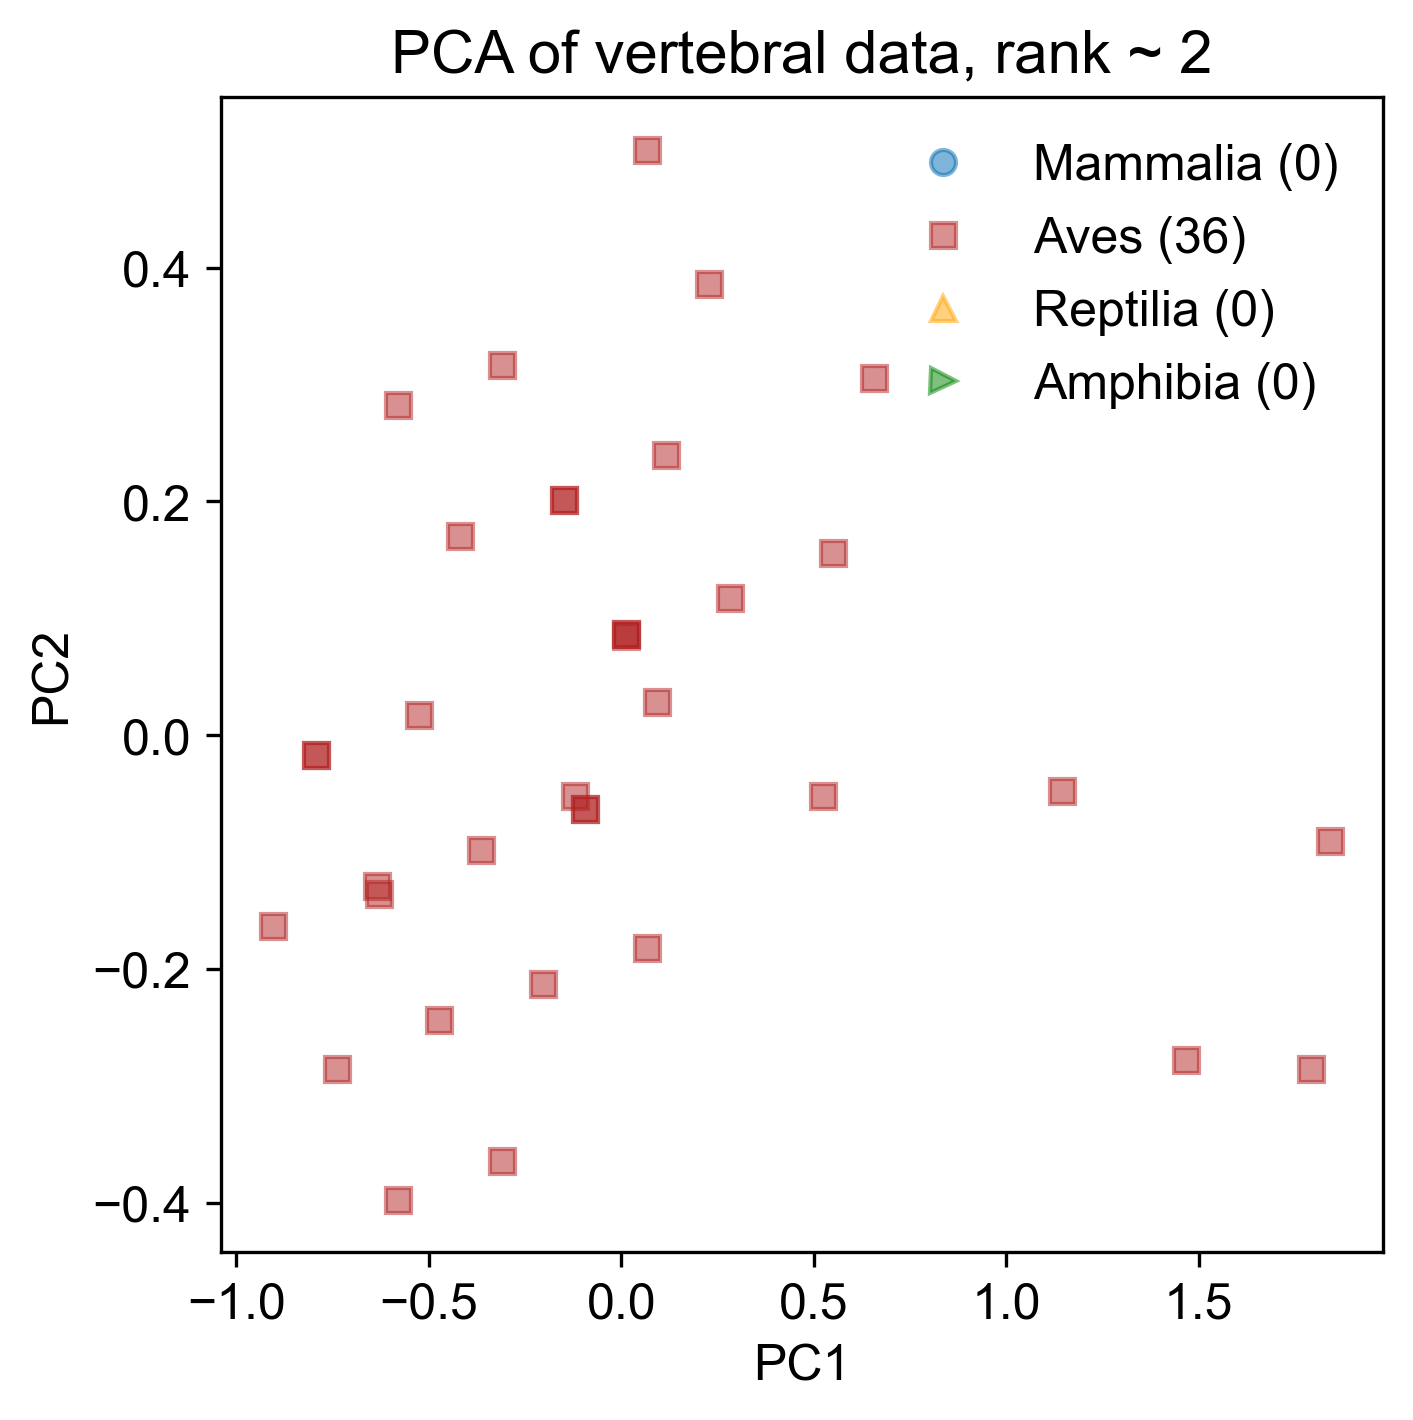 PCA of vertebral data, rank ~ 2
Mammalia (0)
Aves (36)
Reptilia (0)
Amphibia (0)
PC2
0.4
0.2
0.0
−0.2
−0.4
−1.0
−0.5
0.0
0.5
1.0
1.5
PC1